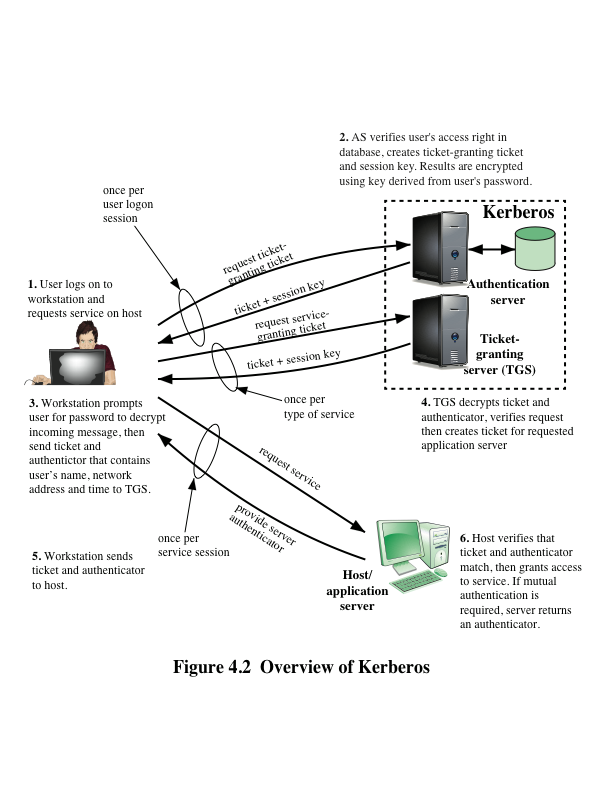 2. AS verifies user's access right in
database, creates ticket-granting ticket
and session key. Results are encrypted
using key derived from user's password.
once per
user logon
session
Kerberos
request ticket-
granting ticket
1. User logs on to
workstation and
requests service on host
ticket + session key
Authentication
server
request service-
granting ticket
ticket + session key
Ticket-
granting
server (TGS)
once per
type of service
3. Workstation prompts
user for password to decrypt
incoming message, then
send ticket and
authentictor that contains
user's name, network
address and time to TGS.
4. TGS decrypts ticket and
authenticator, verifies request
then creates ticket for requested
application server
request service
provide server
authenticator
once per
service session
5. Workstation sends
ticket and authenticator
to host.
Host/
application
server
6. Host verifies that
ticket and authenticator
match, then grants access
to service. If mutual
authentication is
required, server returns
an authenticator.
Figure 4.2 Overview of Kerberos